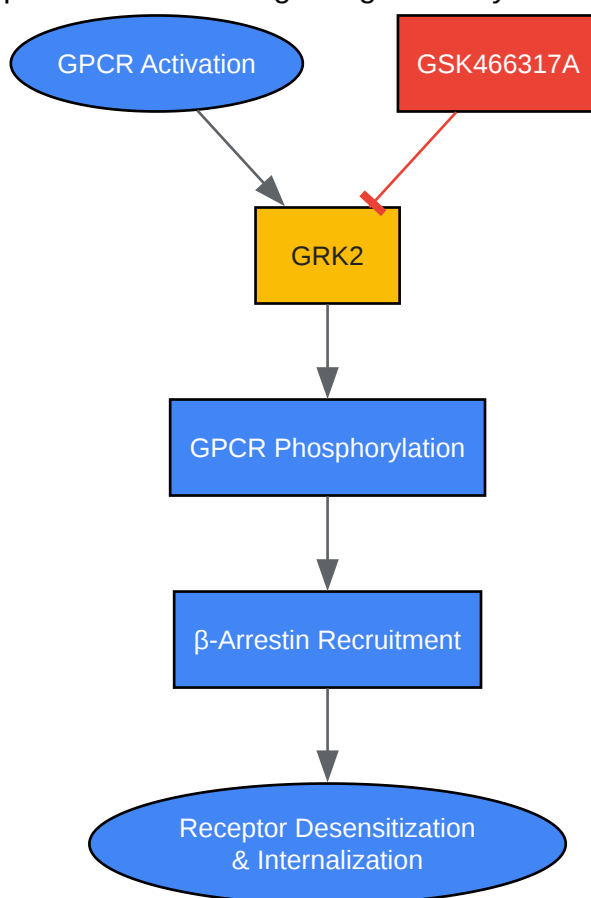 GPCR Activation
GSK466317A
GRK2
GPCR Phosphorylation
β-Arrestin Recruitment
Receptor Desensitization
& Internalization